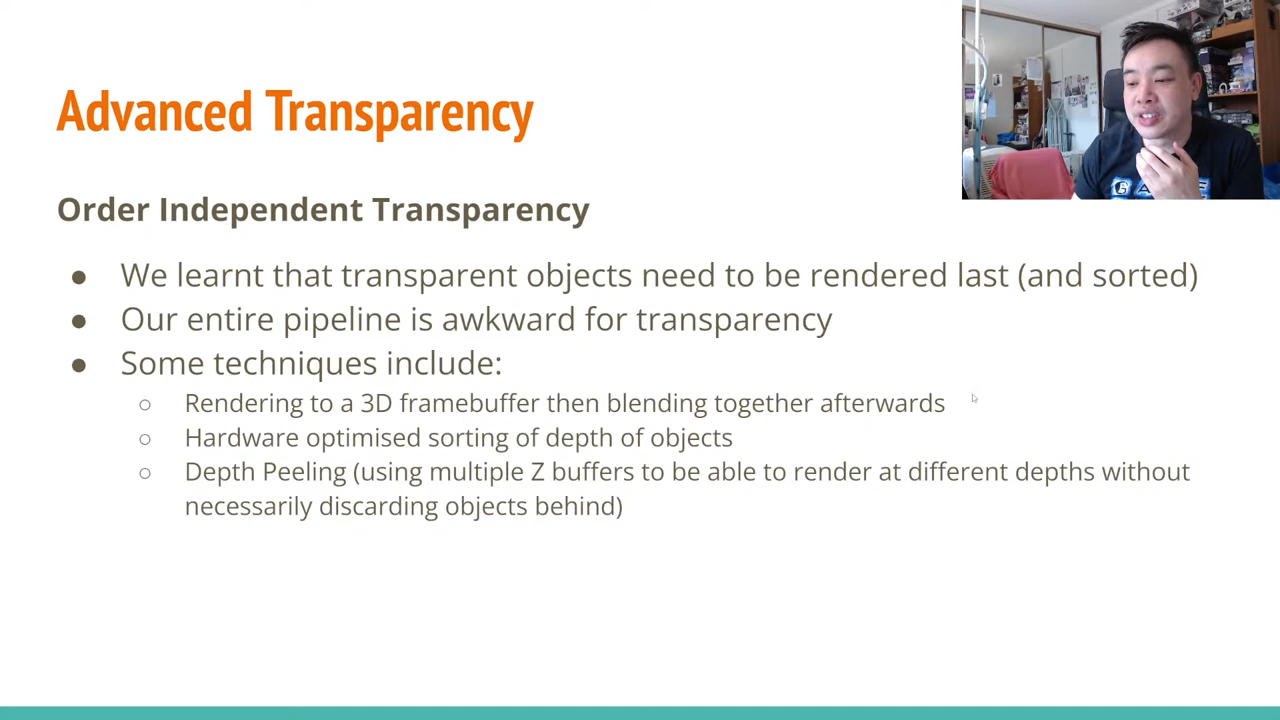 Advanced Transparency
Order Independent Transparency
● We learnt that transparent objects need to be rendered last (and sorted)
● Our entire pipeline is awkward for transparency
● Some techniques include:
○ Rendering to a 3D framebuffer then blending together afterwards
○ Hardware optimised sorting of depth of objects
○ Depth Peeling (using multiple Z buffers to be able to render at different depths without
necessarily discarding objects behind)